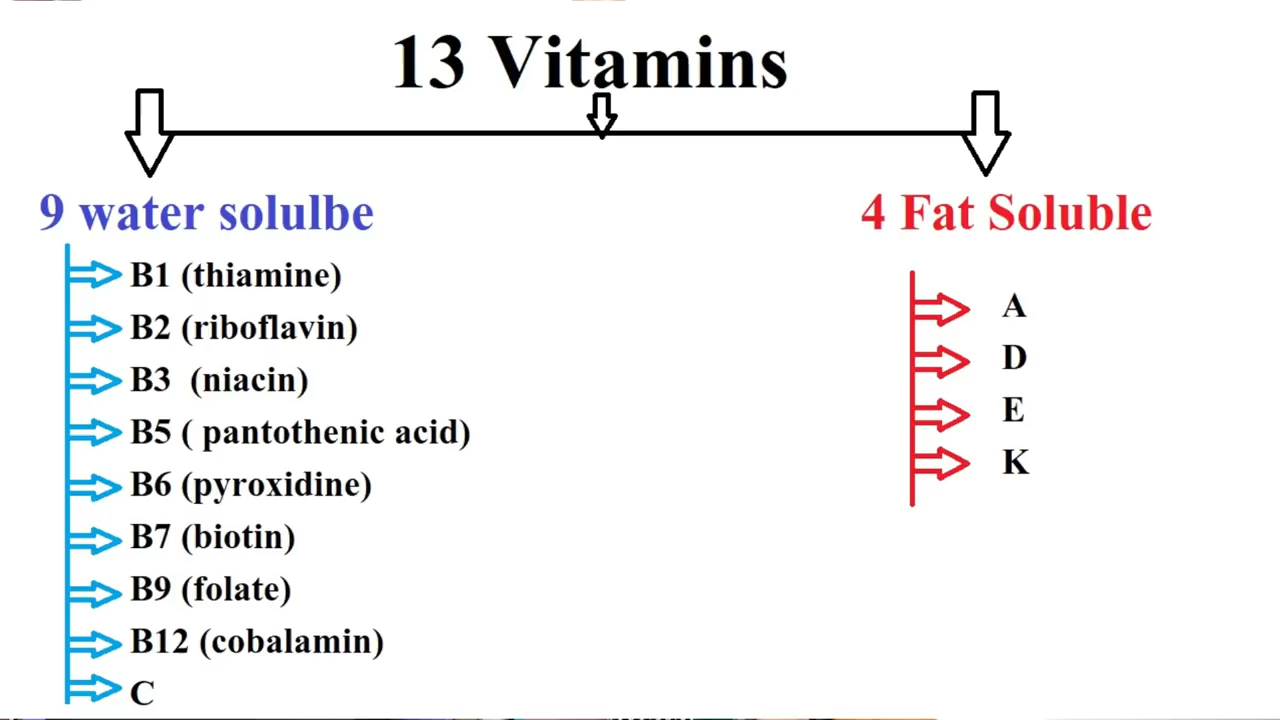 13 Vitamins
9 water solulbe
B1 (thiamine)
B2 (riboflavin)
B3 (niacin)
B5 ( pantothenic acid)
B6 (pyroxidine)
B7 (biotin)
B9 (folate)
B12 (cobalamin)
C
4 Fat Soluble
A
D
E
K